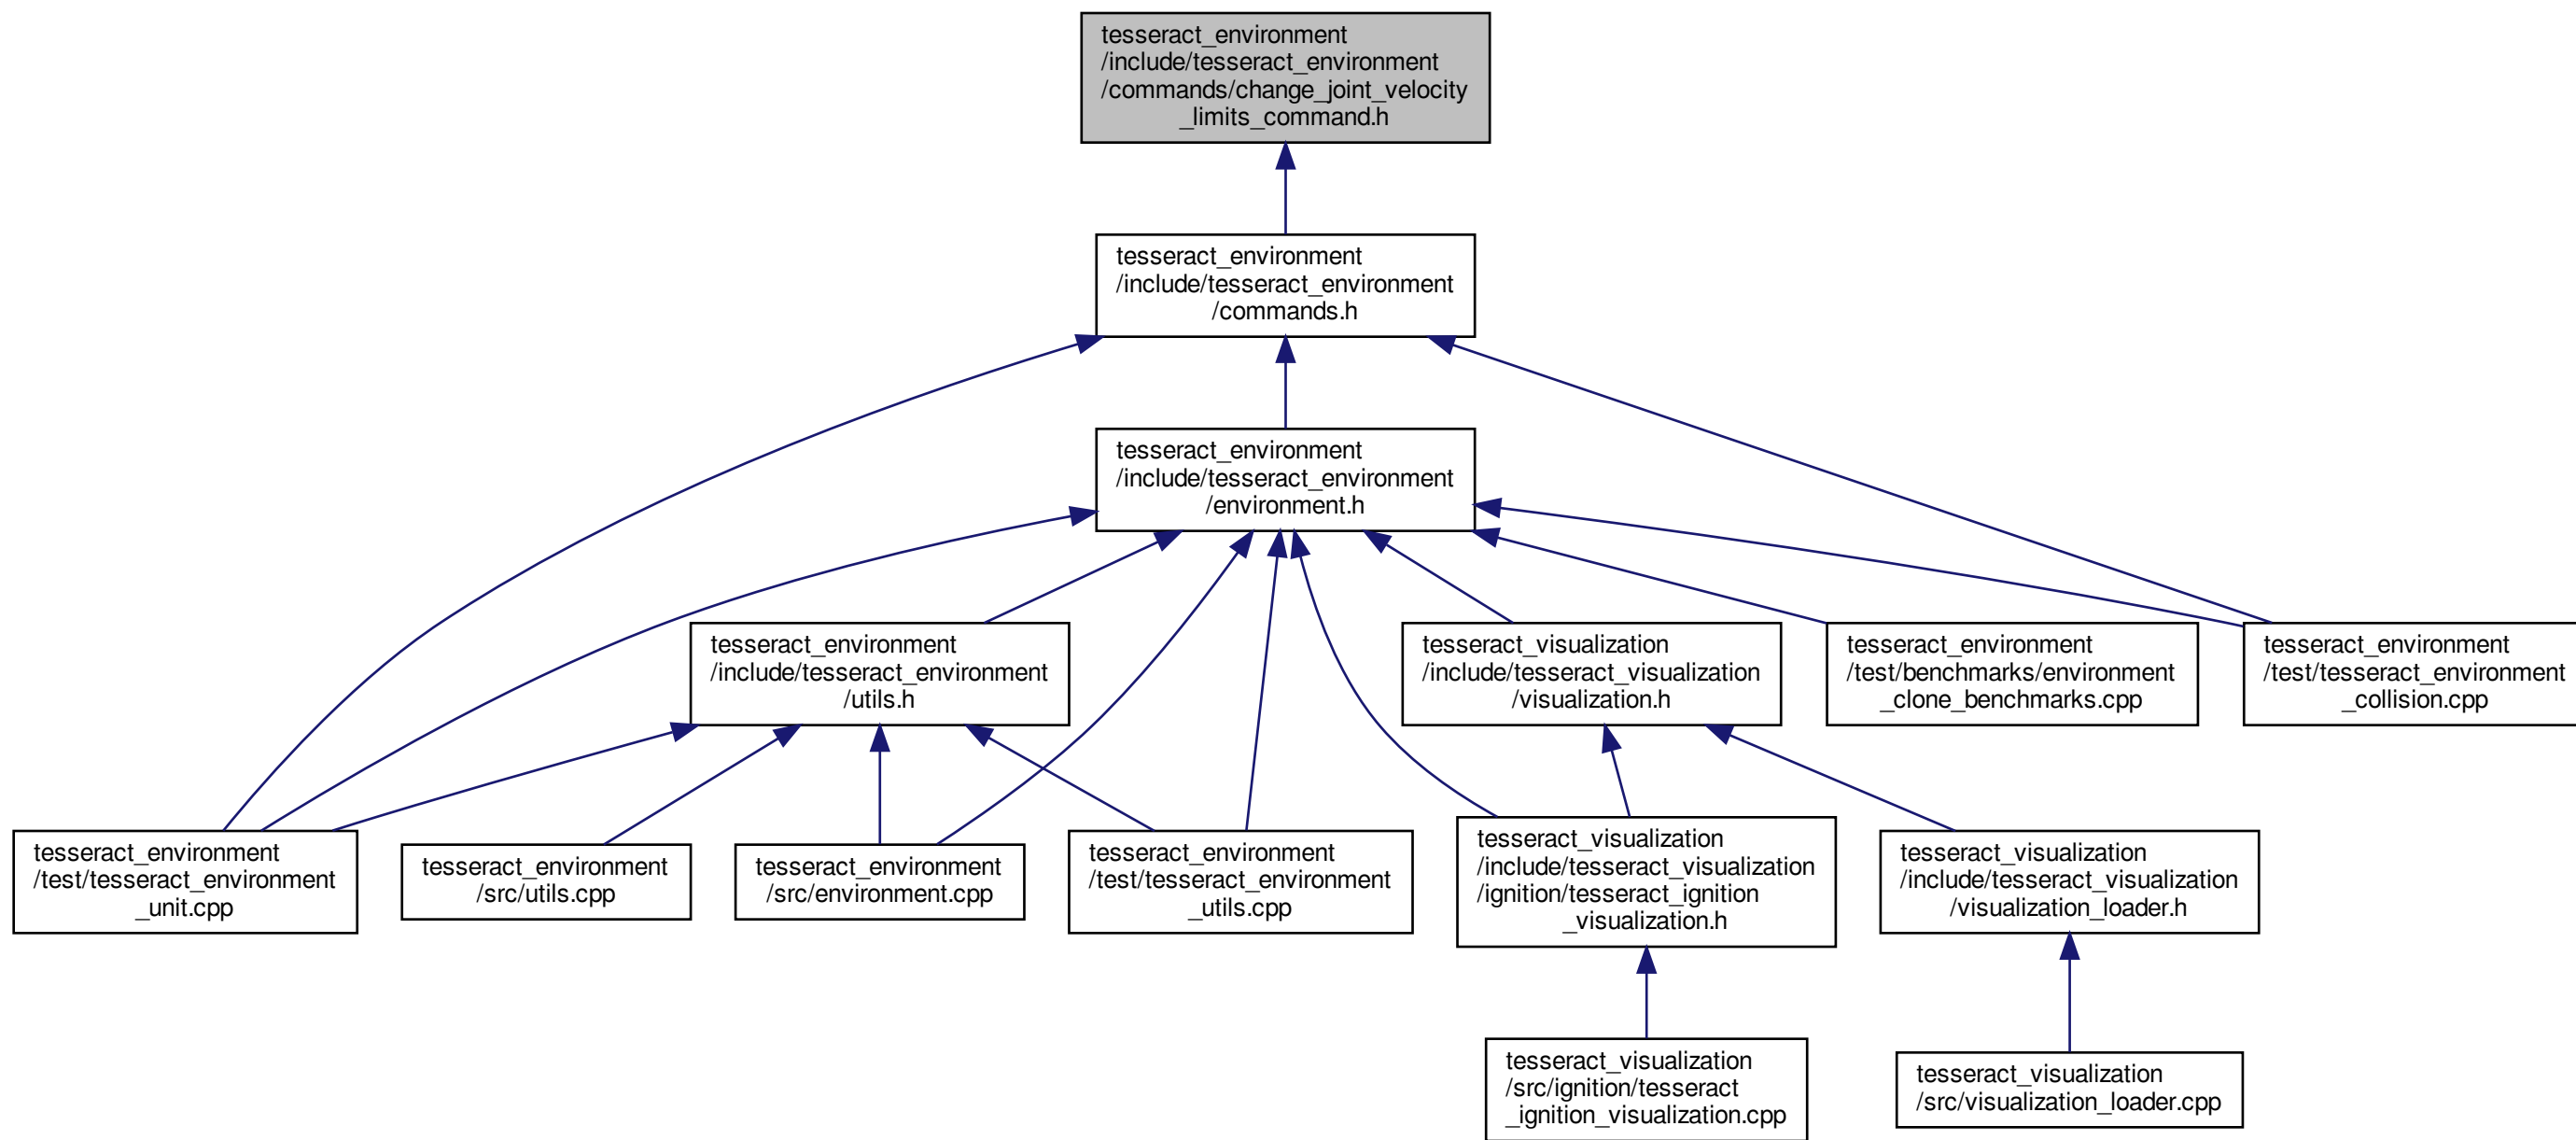 tesseract_environment
/include/tesseract_environment
/commands/change_joint_velocity
_limits_command.h
tesseract_environment
/include/tesseract_environment
/commands.h
tesseract_environment
/include/tesseract_environment
/environment.h
tesseract_environment
/include/tesseract_environment
/utils.h
tesseract_visualization
/include/tesseract_visualization
/visualization.h
tesseract_environment
/test/benchmarks/environment
_clone_benchmarks.cpp
tesseract_environment
/test/tesseract_environment
_collision.cpp
tesseract_environment
/test/tesseract_environment
_unit.cpp
tesseract_environment
/src/utils.cpp
tesseract_environment
/src/environment.cpp
tesseract_environment
/test/tesseract_environment
_utils.cpp
tesseract_visualization
/include/tesseract_visualization
/ignition/tesseract_ignition
_visualization.h
tesseract_visualization
/include/tesseract_visualization
/visualization_loader.h
tesseract_visualization
/src/ignition/tesseract
_ignition_visualization.cpp
tesseract_visualization
/src/visualization_loader.cpp